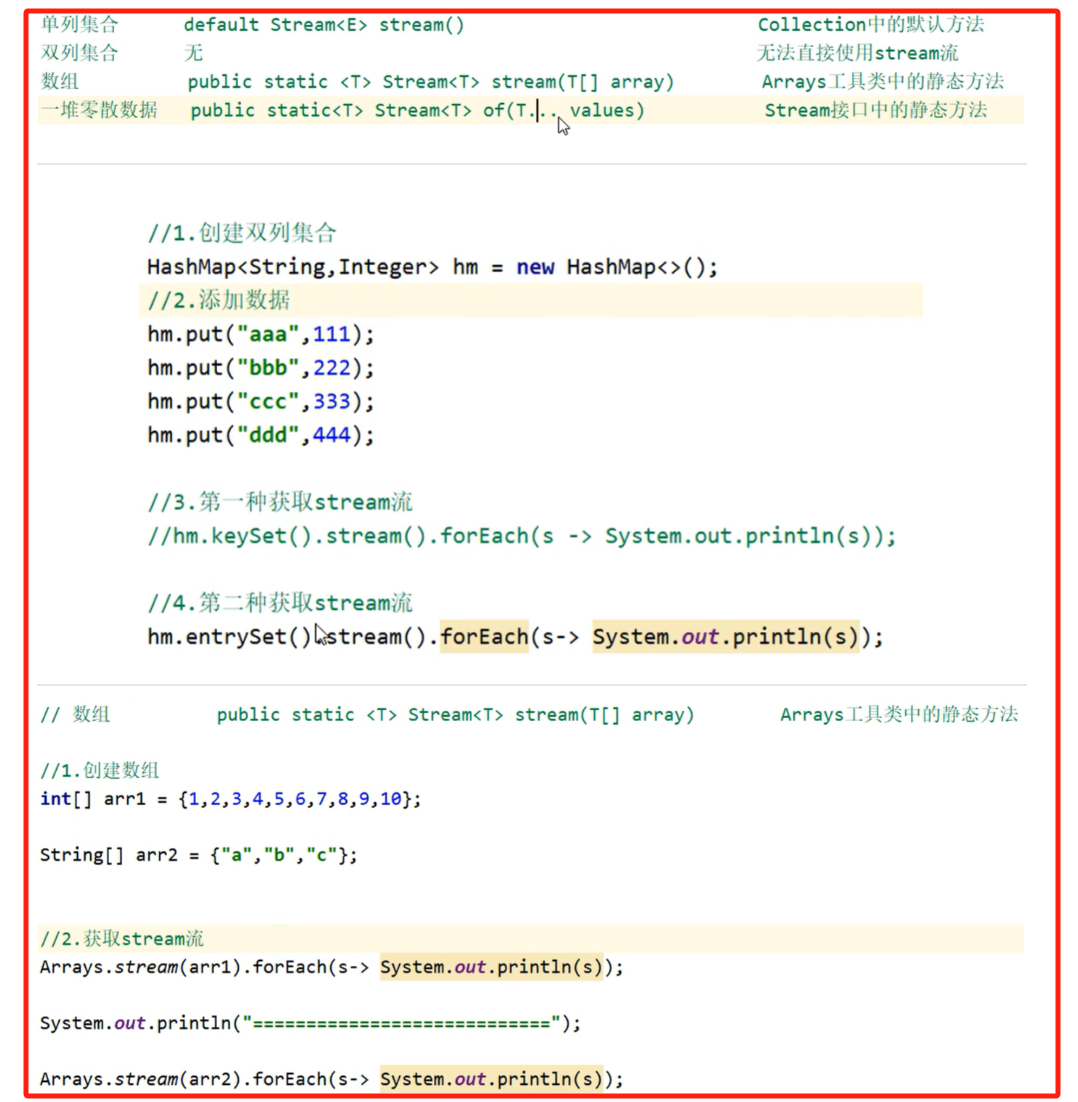 单列集合 default Stream<E> stream() Collection中的默认方法
双列集合 无 无法直接使用stream流
数组 public static <T> Stream<T> stream(T[] array) Arrays工具类中的静态方法
一堆零散数据 public static<T> Stream<T> of(T... values) Stream接口中的静态方法
//1.创建双列集合
HashMap<String,Integer> hm = new HashMap<>();
//2.添加数据
hm.put("aaa",111);
hm.put("bbb",222);
hm.put("ccc",333);
hm.put("ddd",444);
//3.第一种获取stream流
//hm.keySet().stream().forEach(s -> System.out.println(s));
//4.第二种获取stream流
hm.entrySet().stream().forEach(s-> System.out.println(s));
// 数组 public static <T> Stream<T> stream(T[] array) Arrays工具类中的静态方法
//1.创建数组
int[] arr1 = {1,2,3,4,5,6,7,8,9,10};
String[] arr2 = {"a","b","c"};
//2.获取stream流
Arrays.stream(arr1).forEach(s-> System.out.println(s));
System.out.println("============================");
Arrays.stream(arr2).forEach(s-> System.out.println(s));